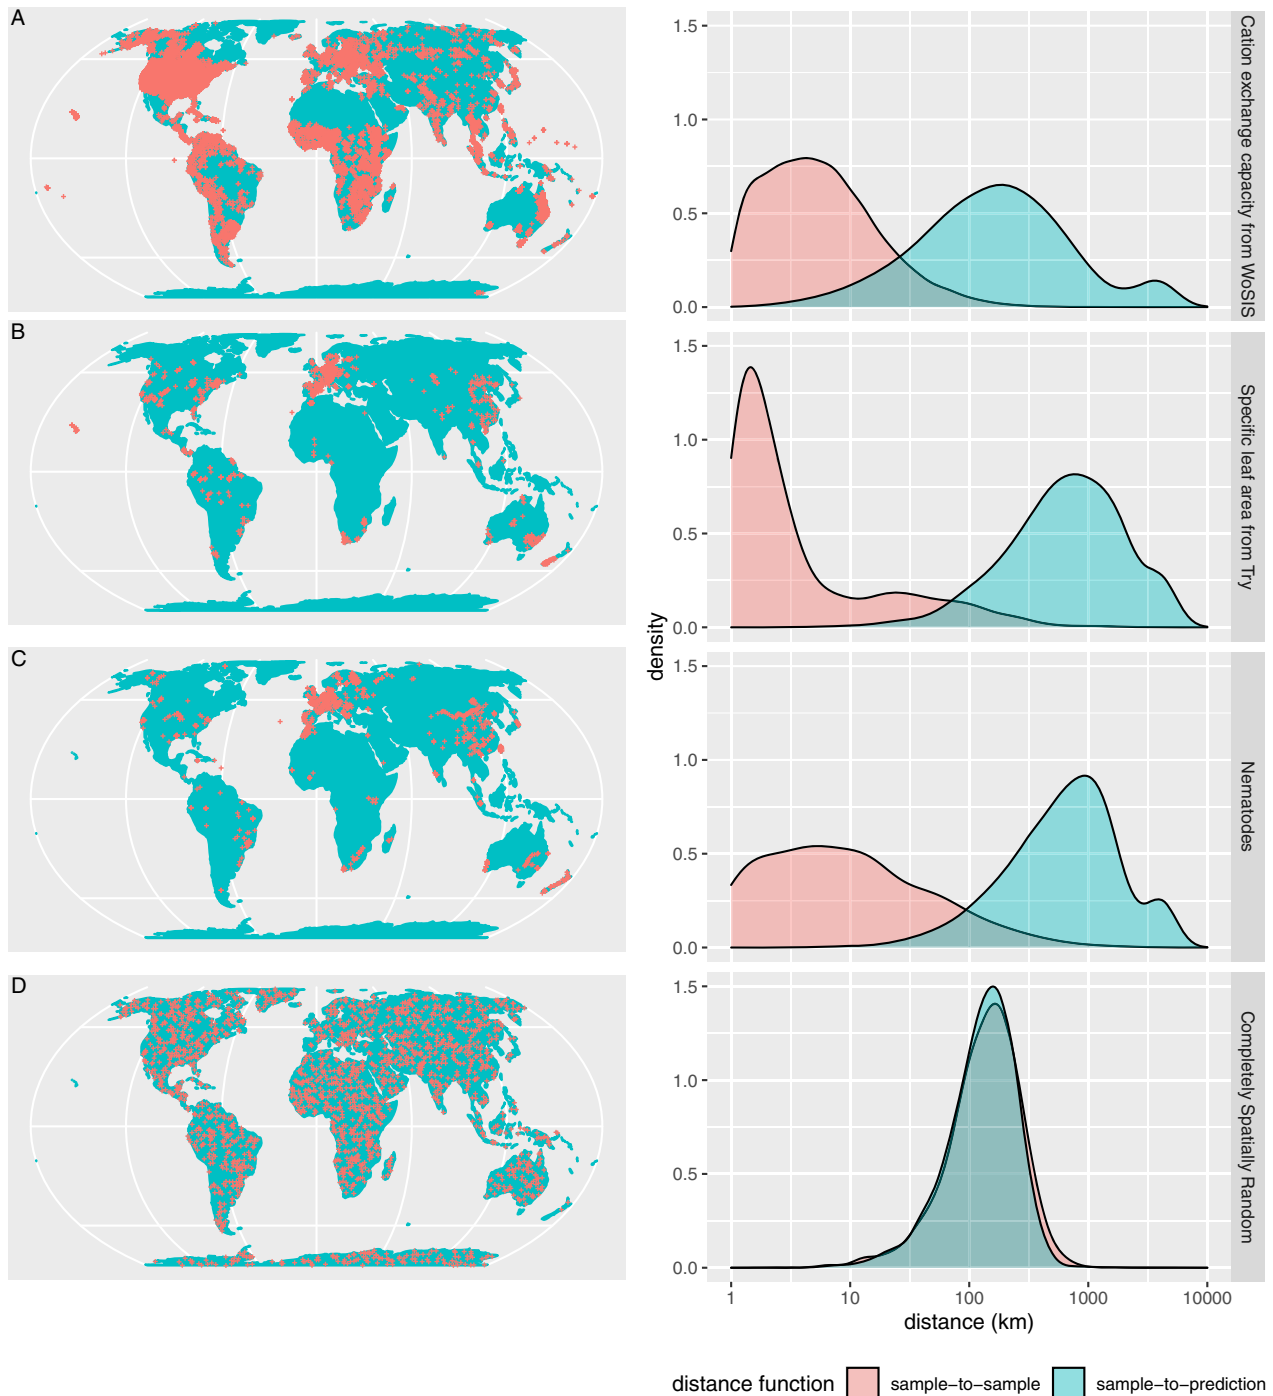 A
B
C
D
1.5
1.0
0.5
0.0
Cation exchange capacity from WoSIS
1.5
1.0
0.5
0.0
Specific leaf area from Try
density
1.5
1.0
0.5
0.0
Nematodes
1.5
1.0
0.5
0.0
Completely Spatially Random
1 10 100 1000 10000
distance (km)
distance function sample−to−sample sample−to−prediction